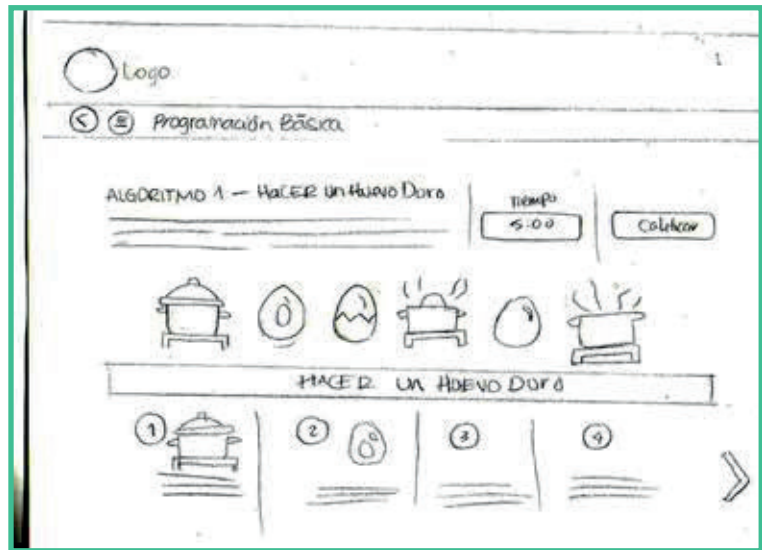 1
Logo
Programación Básica
ALGORITMO 1 — HACER UN HUEVO DURO
TIEMPO
5:00
Calificar
HACER UN HUEVO DURO
1 2 3 4